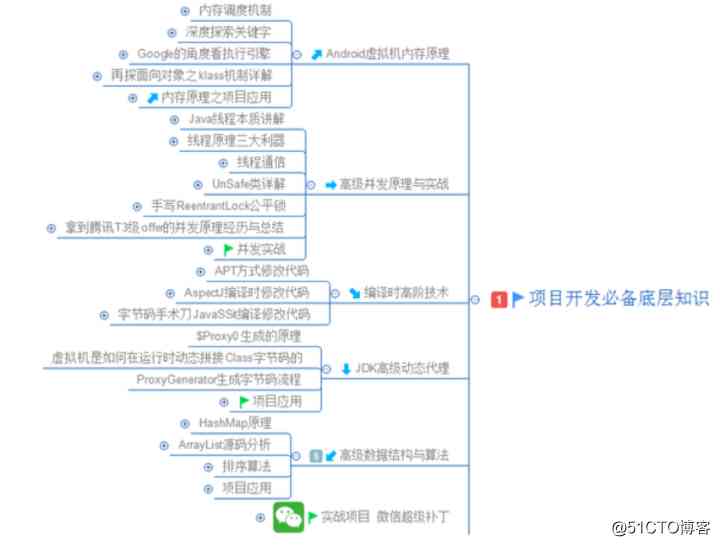 内存调度机制
深度探索关键字
Google的角度看执行引擎
再探面向对象之klass机制详解
内存原理之项目应用
Android虚拟机内存原理
Java线程本质讲解
线程原理三大利器
线程通信
UnSafe类详解
手写ReentrantLock公平锁
拿到腾讯T3级offer的并发原理经历与总结
并发实战
高级并发原理与实战
APT方式修改代码
AspectJ编译时修改代码
字节码手术刀JavaSSit编译修改代码
编译时高阶技术
1 项目开发必备底层知识
$Proxy0生成的原理
虚拟机是如何在运行时动态拼接Class字节码的
ProxyGenerator生成字节码流程
项目应用
JDK高级动态代理
HashMap原理
ArrayList源码分析
排序算法
项目应用
高级数据结构与算法
实战项目 微信超级补丁
@51CTO博客